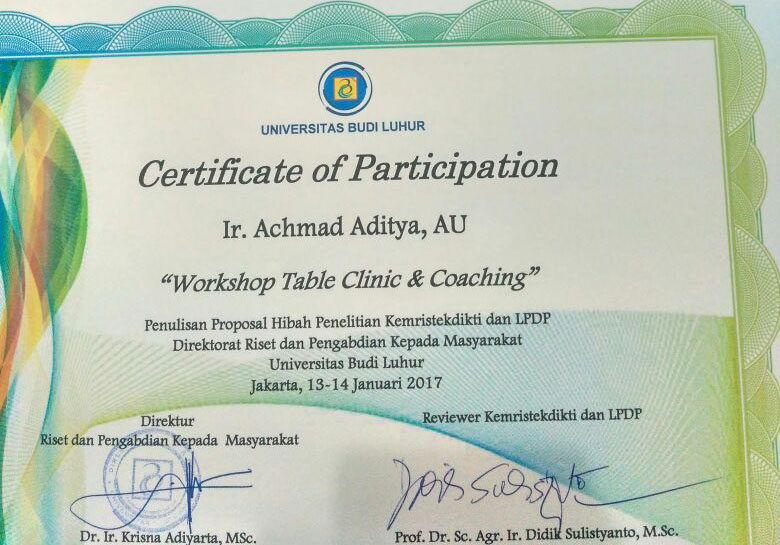 UNIVERSITAS BUDI LUHUR
Certificate of Participation
Ir. Achmad Aditya, AU
“Workshop Table Clinic & Coaching”
Penulisan Proposal Hibah Penelitian Kemristekdikti dan LPDP
Direktorat Riset dan Pengabdian Kepada Masyarakat
Universitas Budi Luhur
Jakarta, 13-14 Januari 2017
Direktur
Riset dan Pengabdian Kepada Masyarakat
Reviewer Kemristekdikti dan LPDP
Dr. Ir. Krisna Adiyarta, MSc.
Prof. Dr. Sc. Agr. Ir. Didik Sulistyanto, M.Sc.